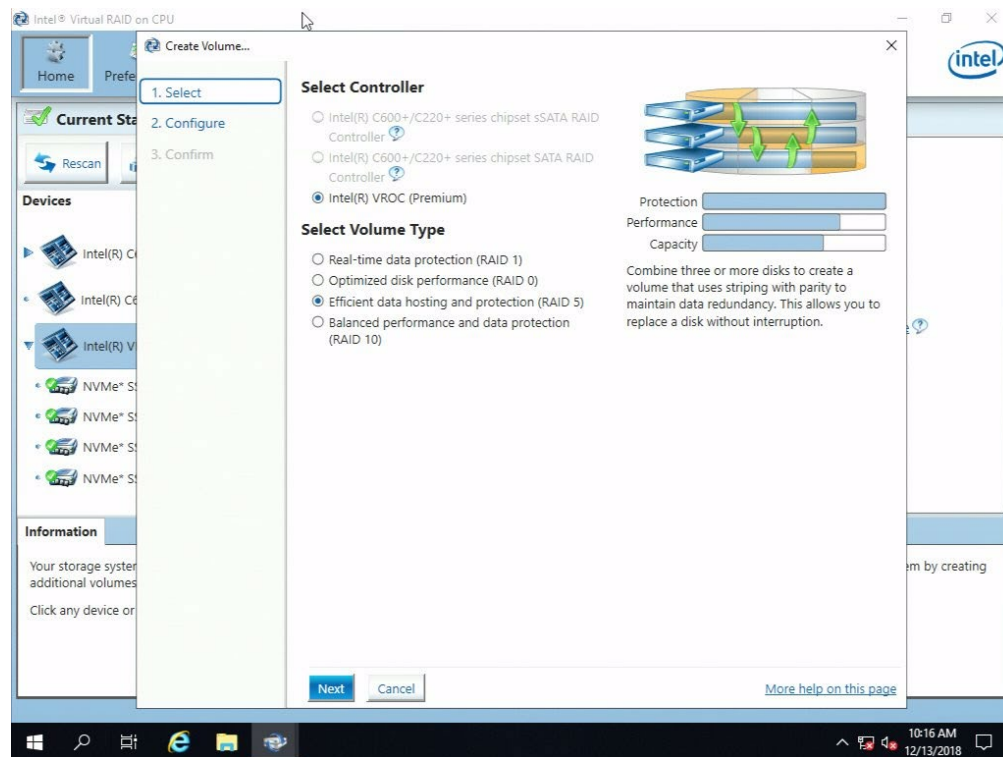 Intel® Virtual RAID on CPU
Home
Prefe
intel
Current Sta
Rescan
Devices
Intel(R) C
Intel(R) C6
Intel(R) V
NVMe* S
NVMe* S
NVMe* S
NVMe* S
Information
Your storage system
em by creating
additional volumes
Click any device or
Create Volume...
1. Select
2. Configure
3. Confirm
Select Controller
Intel(R) C600+/C220+ series chipset sSATA RAID
Controller
Intel(R) C600+/C220+ series chipset SATA RAID
Controller
Intel(R) VROC (Premium)
Select Volume Type
Real-time data protection (RAID 1)
Optimized disk performance (RAID 0)
Efficient data hosting and protection (RAID 5)
Balanced performance and data protection
(RAID 10)
Protection
Performance
Capacity
Combine three or more disks to create a
volume that uses striping with parity to
maintain data redundancy. This allows you to
replace a disk without interruption.
Next
Cancel
More help on this page
10:16 AM
12/13/2018